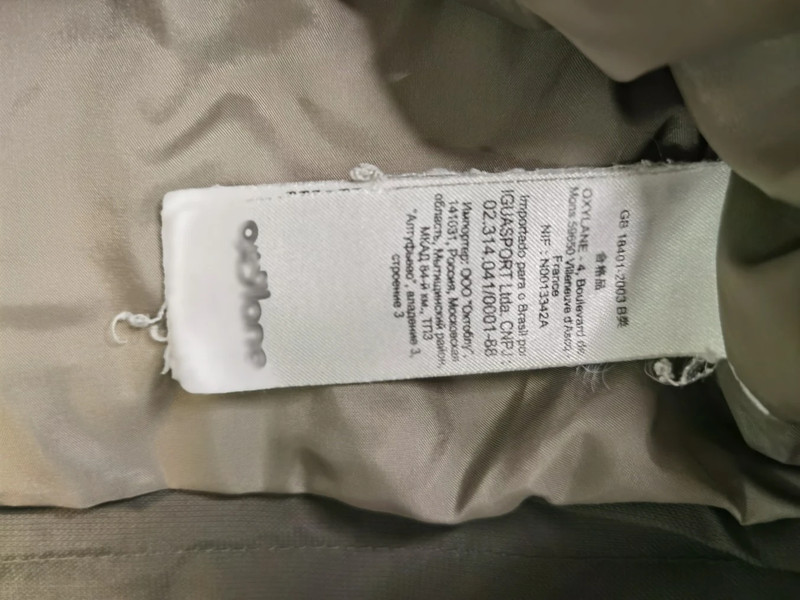 GB 18401-2003 B类
合格品
OXYLANE - 4, Boulevard de
Mons 59650 Villeneuve d'Ascq
France
NIF : N0013342A
Importado para o Brasil por
IGUASPORT Ltda. CNPJ
02.314.041/0001-88
Импортер: ООО "Октоблу",
141031, Россия, Московская
область, Мытищинский район,
МКАД 84-й км., ТПЗ
"Алтуфьево", владение 3,
строение 3
oxylane